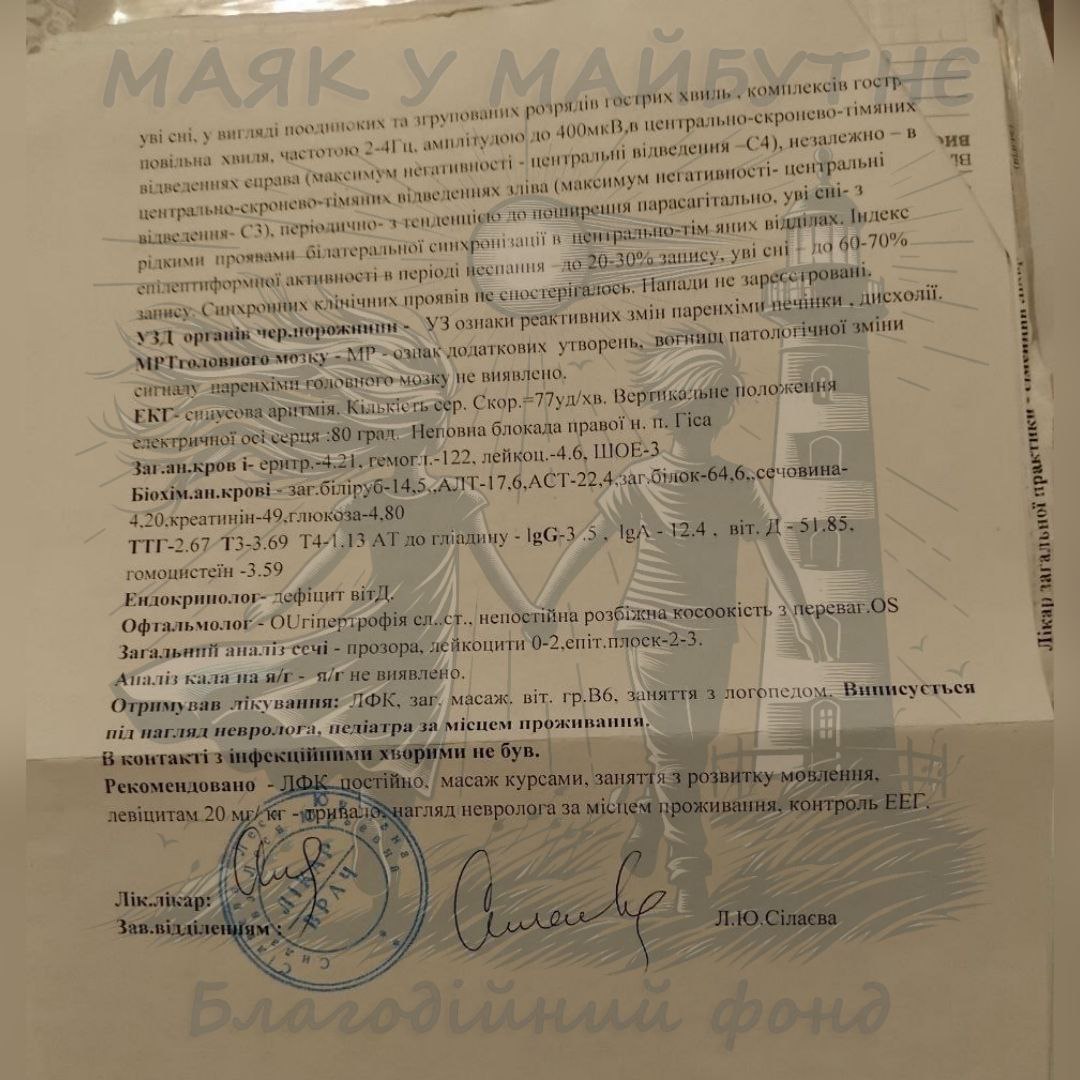 МАЯК У МАЙБУТНЄ
уві сні, у вигляді поодиноких та згрупованих розрядів гострих хвиль , комплексів гостр
повільна хвиля, частотою 2-4Гц, амплітудою до 400мкВ,в центрально-скронево-тімяних
відведеннях справа (максимум негативності - центральні відведення –С4), незалежно – в
центрально-скронево-тімяних відведеннях зліва (максимум негативності- центральні
відведення- С3), періодично- з тенденцією до поширення парасагітально, уві сні- з
рідкими проявами білатеральної синхронізації в центрально-тім яних відділах. Індекс
епілептиформної активності в періоді неспання –до 20-30% запису, уві сні – до 60-70%
запису. Синхронних клінічних проявів не спостерігалось. Напади не зареєстровані.
УЗД органів чер.порожнини - УЗ ознаки реактивних змін паренхіми печінки , дисхолії.
МРТголовного мозку - МР - ознак додаткових утворень, вогнищ патологічної зміни
сигналу паренхіми головного мозку не виявлено.
ЕКГ- синусова аритмія. Кількість сер. Скор.=77уд/хв. Вертикальне положення
електричної осі серця :80 град. Неповна блокада правої н. п. Гіса
Заг.ан.кров і- еритр.-4.21, гемогл.-122, лейкоц.-4.6, ШОЕ-3
Біохім.ан.крові - заг.біліруб-14,5,,АЛТ-17,6,АСТ-22,4,заг.білок-64,6,,сечовина-
4,20,креатинін-49,глюкоза-4,80
ТТГ-2.67 Т3-3.69 Т4-1.13 АТ до гліадину - IgG-3 .5 , IgA - 12.4 , віт. Д - 51.85,
гомоцистеїн -3.59
Ендокринолог- дефіцит вітД.
Офтальмолог - OUгіпертрофія сл..ст., непостійна розбіжна косоокість з переваг.OS
Загальний аналіз сечі - прозора, лейкоцити 0-2,епіт.плоск-2-3.
Аналіз кала на я/г - я/г не виявлено.
Отримував лікування: ЛФК, заг. масаж. віт. гр.В6, заняття з логопедом. Виписується
під нагляд невролога, педіатра за місцем проживання.
В контакті з інфекційними хворими не був.
Рекомендовано - ЛФК постійно, масаж курсами, заняття з розвитку мовлення,
левіцитам 20 мг/ кг - тривало, нагляд невролога за місцем проживання, контроль ЕЕГ.
Лік.лікар:
Зав.відділенням :
Л.Ю.Сілаєва
ЛІКАР
ВРАЧ
Лікар загальної практики -
Благодійний фонд